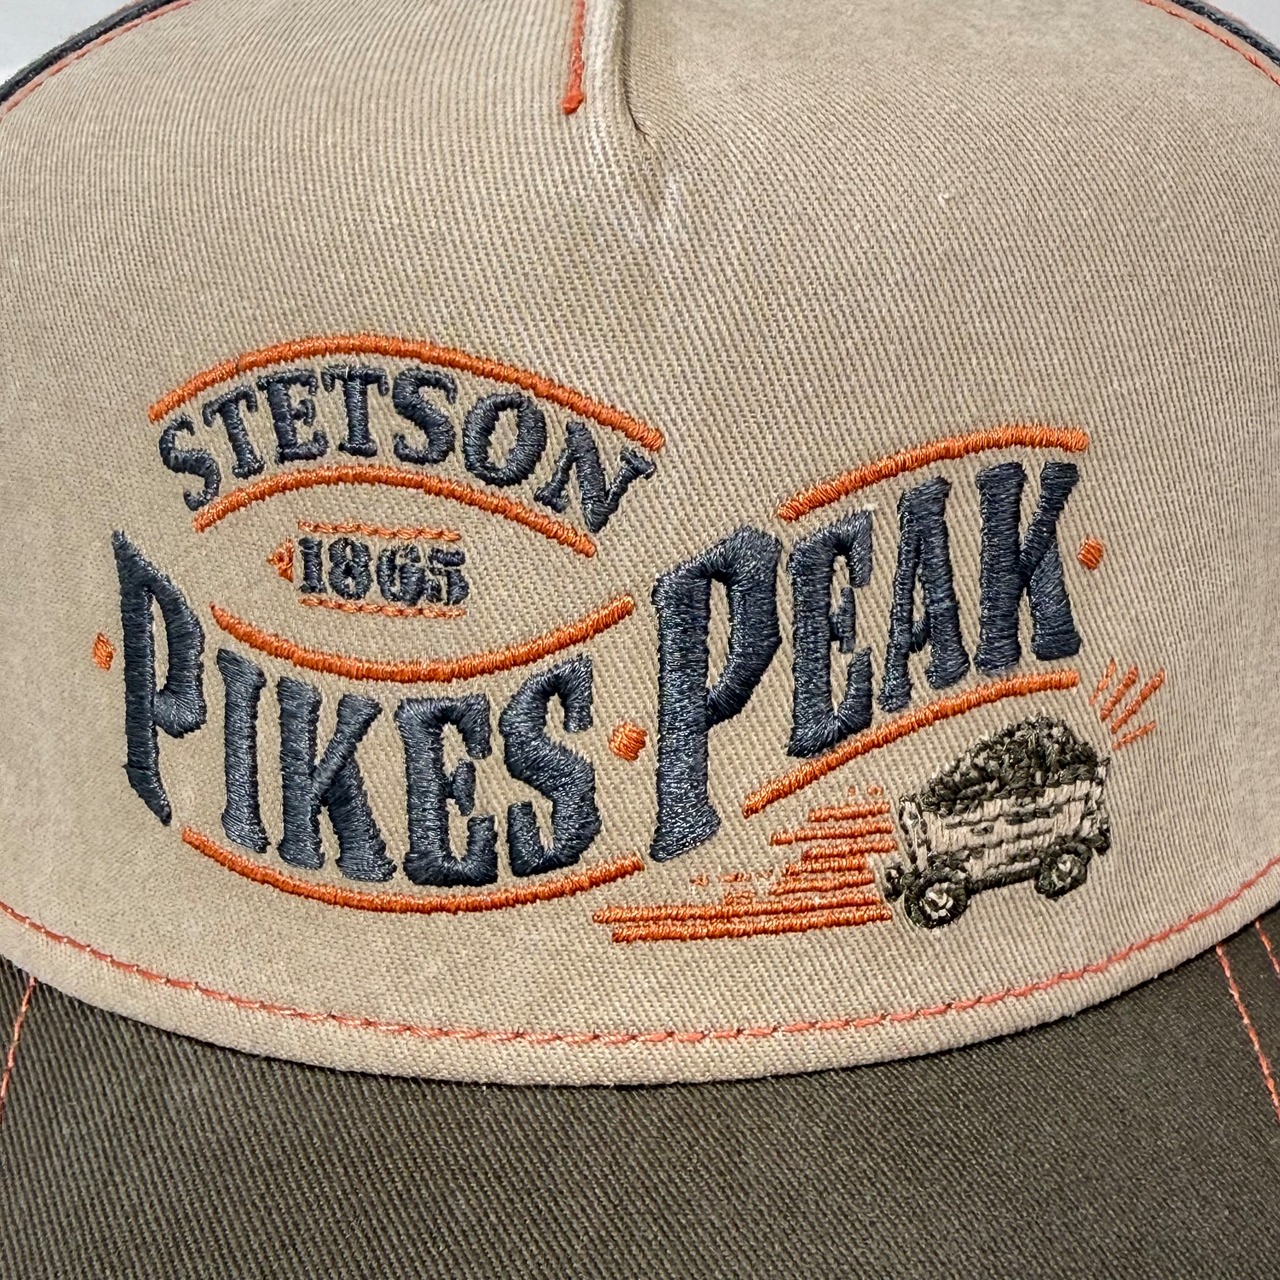 STETSON
1865
PIKES · PEAK